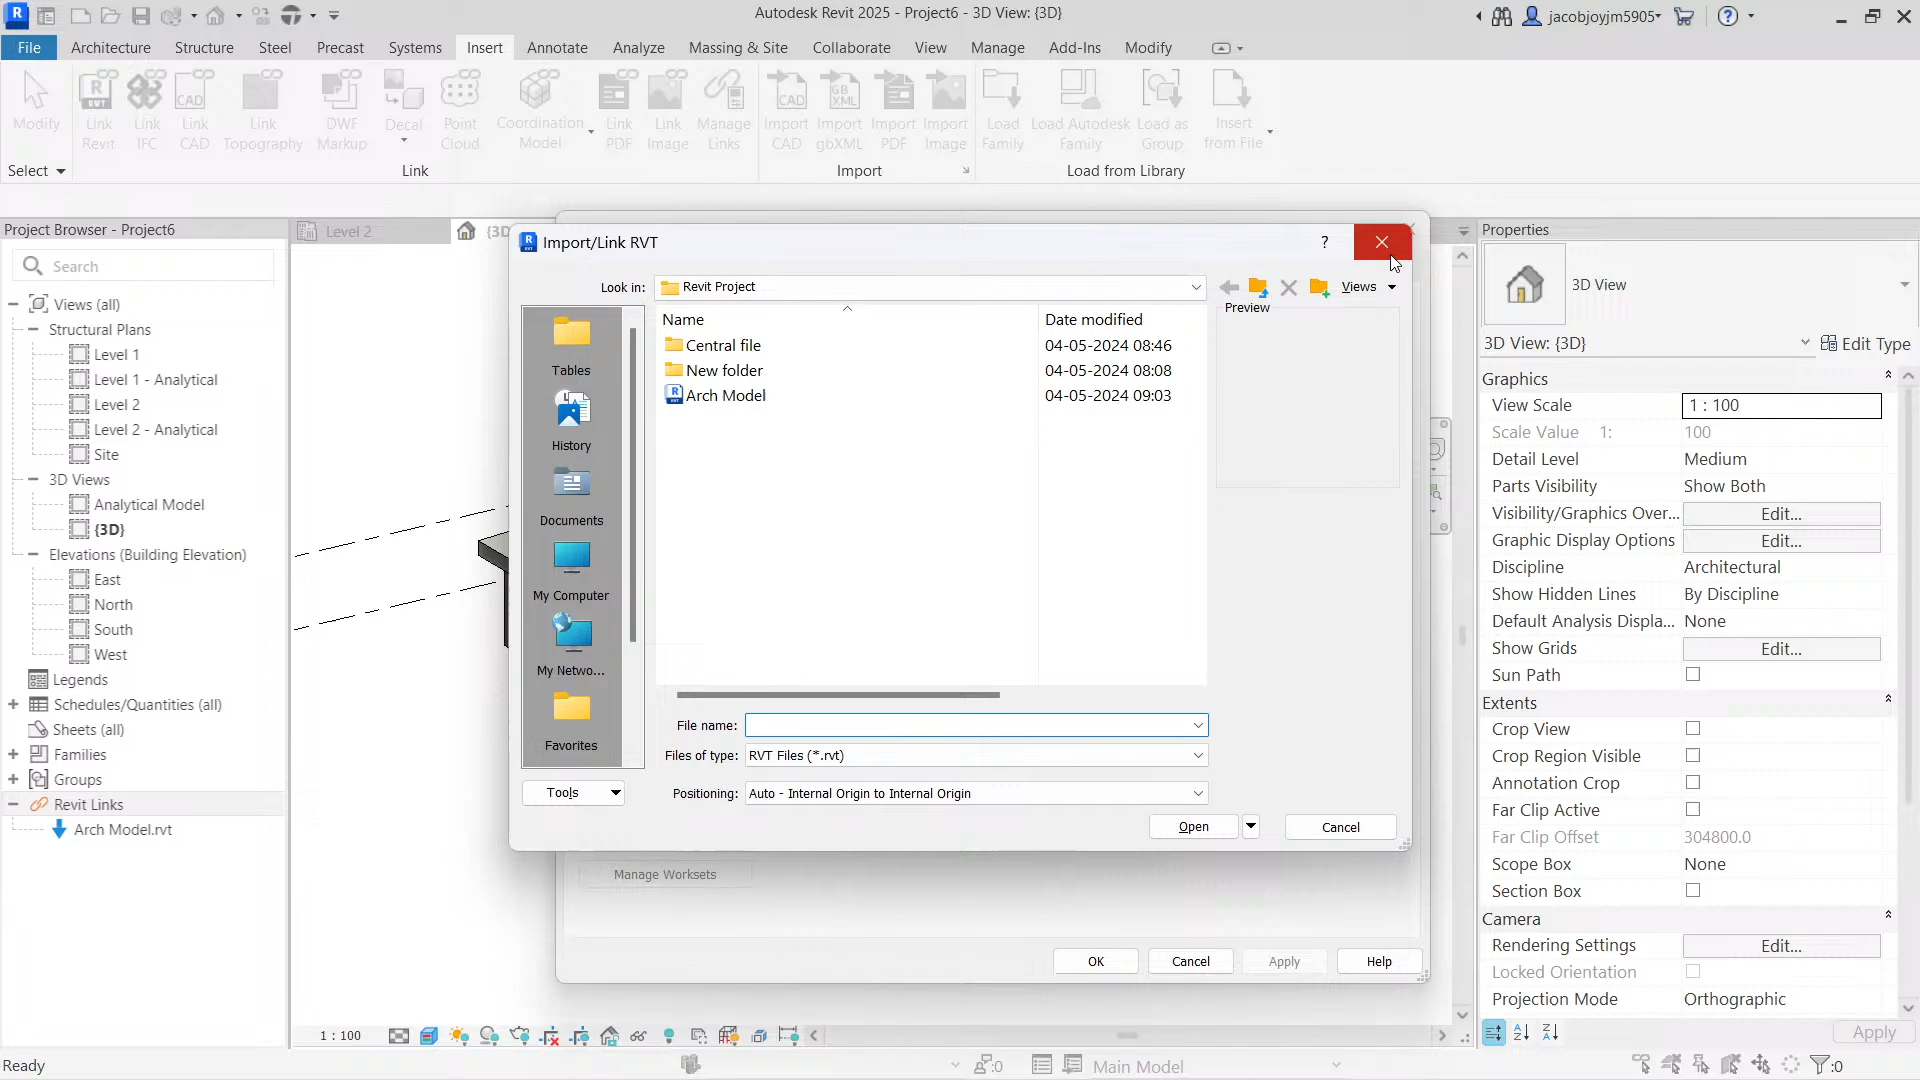 Autodesk Revit 2025 - Project6 - 3D View: {3D}
jacobjoyjm5905
File Architecture Structure Steel Precast Systems Insert Annotate Analyze Massing & Site Collaborate View Manage Add-Ins Modify
Modify
Link Revit
Link IFC
Link CAD
Link Topography
DWF Markup
Decal
Point Cloud
Coordination Model
Link PDF
Link Image
Manage Links
Import CAD
Import gbXML
Import PDF
Import Image
Load Family
Load Autodesk Family
Load as Group
Insert from File
Select
Link
Import
Load from Library
Project Browser - Project6
Search
Views (all)
Structural Plans
Level 1
Level 1 - Analytical
Level 2
Level 2 - Analytical
Site
3D Views
Analytical Model
{3D}
Elevations (Building Elevation)
East
North
South
West
Legends
Schedules/Quantities (all)
Sheets (all)
Families
Groups
Revit Links
Arch Model.rvt
Level 2
{3D
Import/Link RVT
?
Look in: Revit Project
Views
Preview
Name Date modified
Central file 04-05-2024 08:46
New folder 04-05-2024 08:08
Arch Model 04-05-2024 09:03
Tables
History
Documents
My Computer
My Netwo...
Favorites
File name:
Files of type: RVT Files (*.rvt)
Tools
Positioning: Auto - Internal Origin to Internal Origin
Open
Cancel
Manage Worksets
OK Cancel Apply Help
Properties
3D View
3D View: {3D}
Edit Type
Graphics
View Scale 1 : 100
Scale Value 1: 100
Detail Level Medium
Parts Visibility Show Both
Visibility/Graphics Over... Edit...
Graphic Display Options Edit...
Discipline Architectural
Show Hidden Lines By Discipline
Default Analysis Displa... None
Show Grids Edit...
Sun Path
Extents
Crop View
Crop Region Visible
Annotation Crop
Far Clip Active
Far Clip Offset 304800.0
Scope Box None
Section Box
Camera
Rendering Settings Edit...
Locked Orientation
Projection Mode Orthographic
Apply
1 : 100
Ready
:0
Main Model
:0